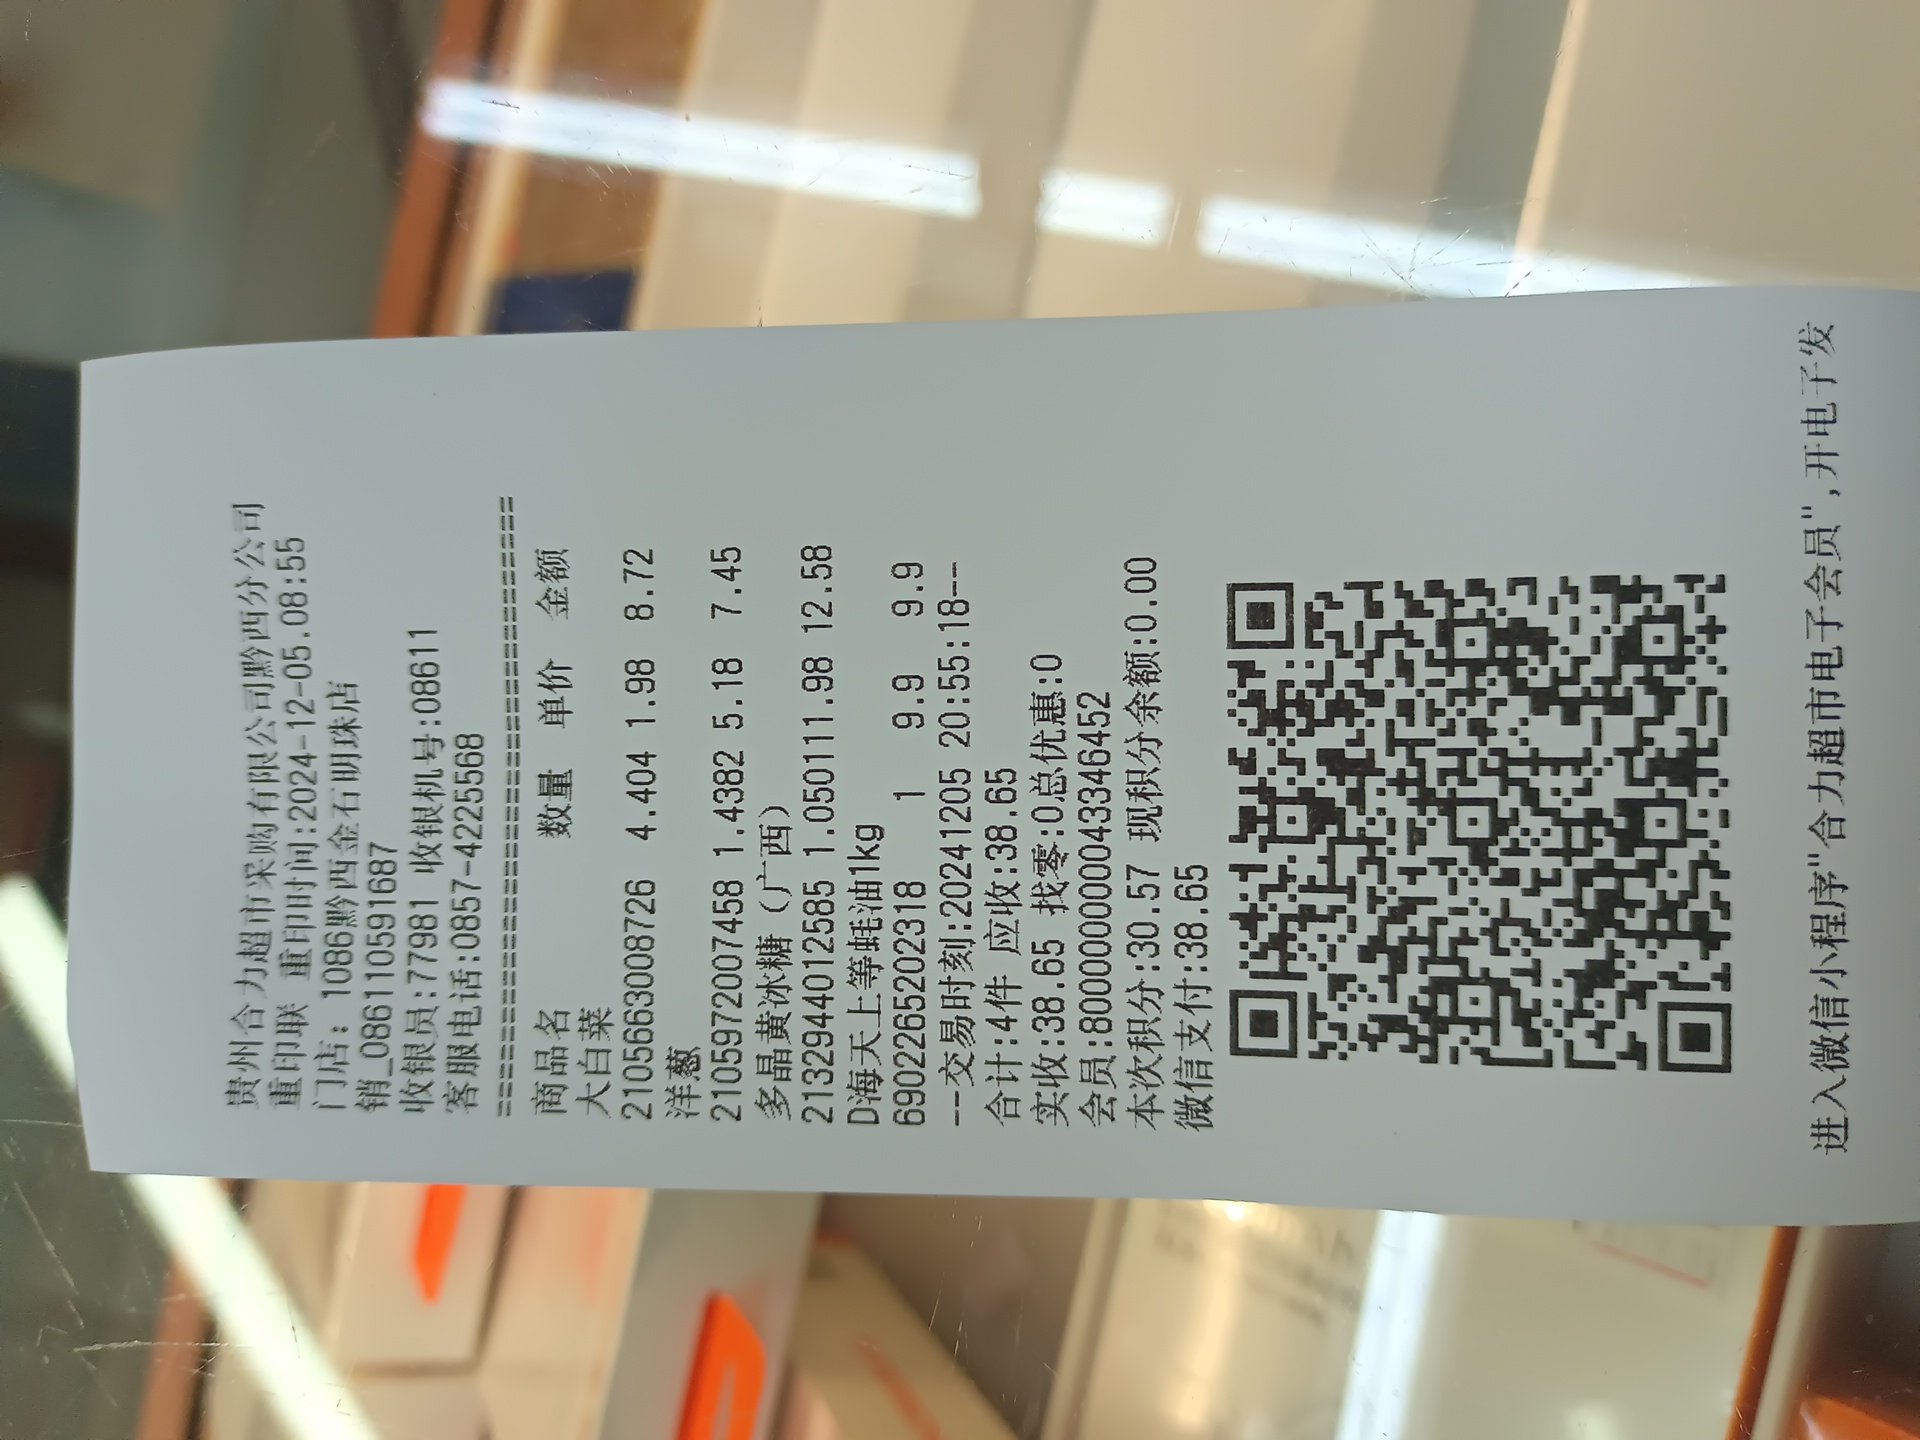 贵州合力超市采购有限公司黔西分公司
重印联 重印时间:2024-12-05.08:55
门店: 1086黔西金石明珠店
销_0861110591687
收银员:77981 收银机号:08611
客服电话:0857-4225568
========================================
商品名 数量 单价 金额
大白菜
2105663008726 4.404 1.98 8.72
洋葱
2105972007458 1.4382 5.18 7.45
多晶黄冰糖（广西）
2132944012585 1.050111.98 12.58
D海天上等蚝油1kg
6902265202318 1 9.9 9.9
--交易时刻:20241205 20:55:18--
合计:4件 应收:38.65
实收:38.65 找零:0总优惠:0
会员:8000000004334​6452
本次积分:30.57 现积分余额:0.00
微信支付:38.65
进入微信小程序"合力超市电子会员",开电子发